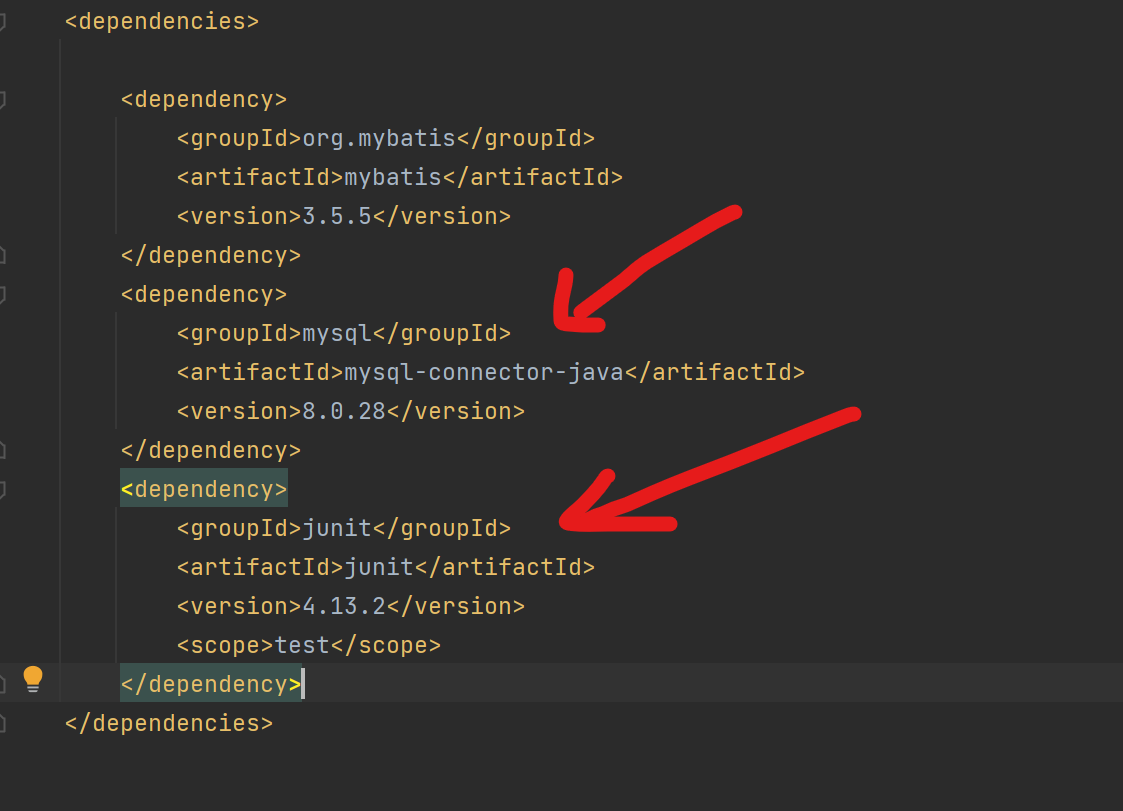 <dependencies>
<dependency>
<groupId>org.mybatis</groupId>
<artifactId>mybatis</artifactId>
<version>3.5.5</version>
</dependency>
<dependency>
<groupId>mysql</groupId>
<artifactId>mysql-connector-java</artifactId>
<version>8.0.28</version>
</dependency>
<dependency>
<groupId>junit</groupId>
<artifactId>junit</artifactId>
<version>4.13.2</version>
<scope>test</scope>
</dependency>
</dependencies>